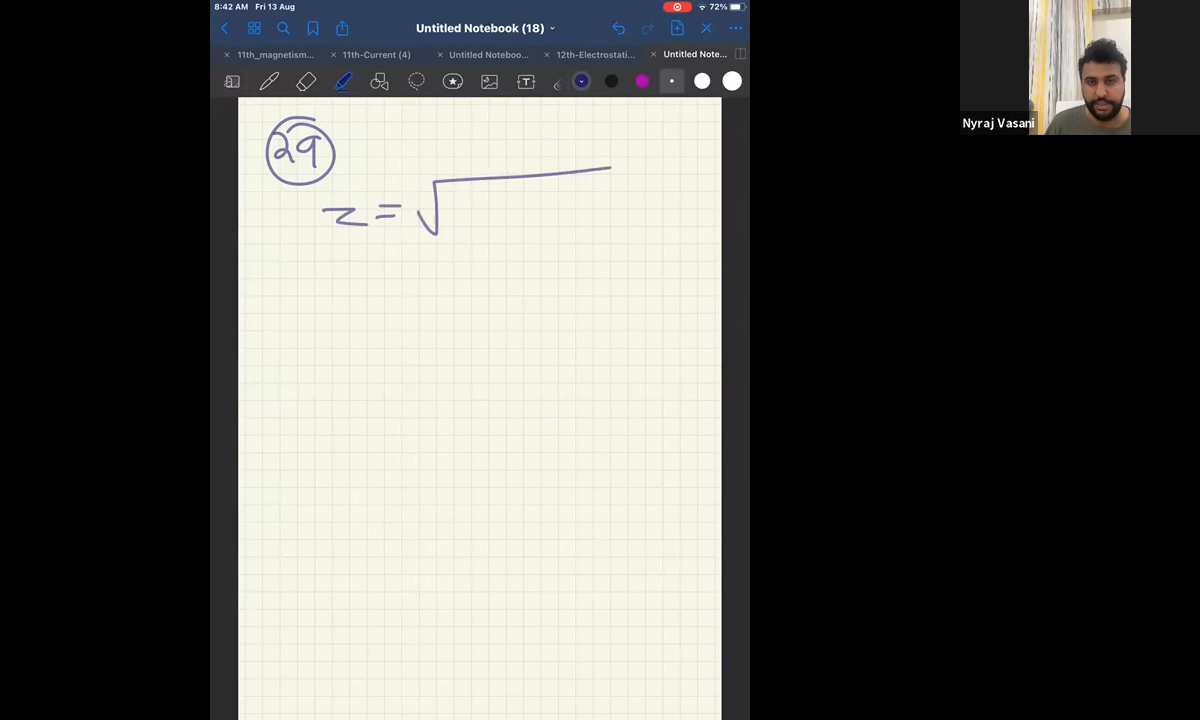 8:42 AM Fri 13 Aug 72%
Untitled Notebook (18)
11th_magnetism... 11th-Current (4) Untitled Noteboo... 12th-Electrostati... Untitled Note...
Nyraj Vasani
29
z = √